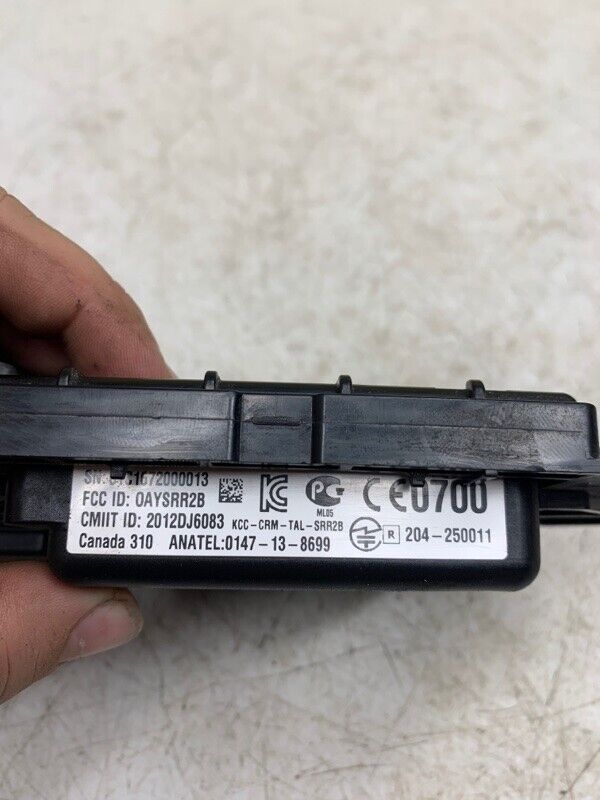 SN:
FCC ID: OAYSRR2B
CMIIT ID: 2012DJ6083 KCC-CRM-TAL-SRR2B
Canada 310 ANATEL:0147-13-8699
ML05
CE0700
R 204-250011